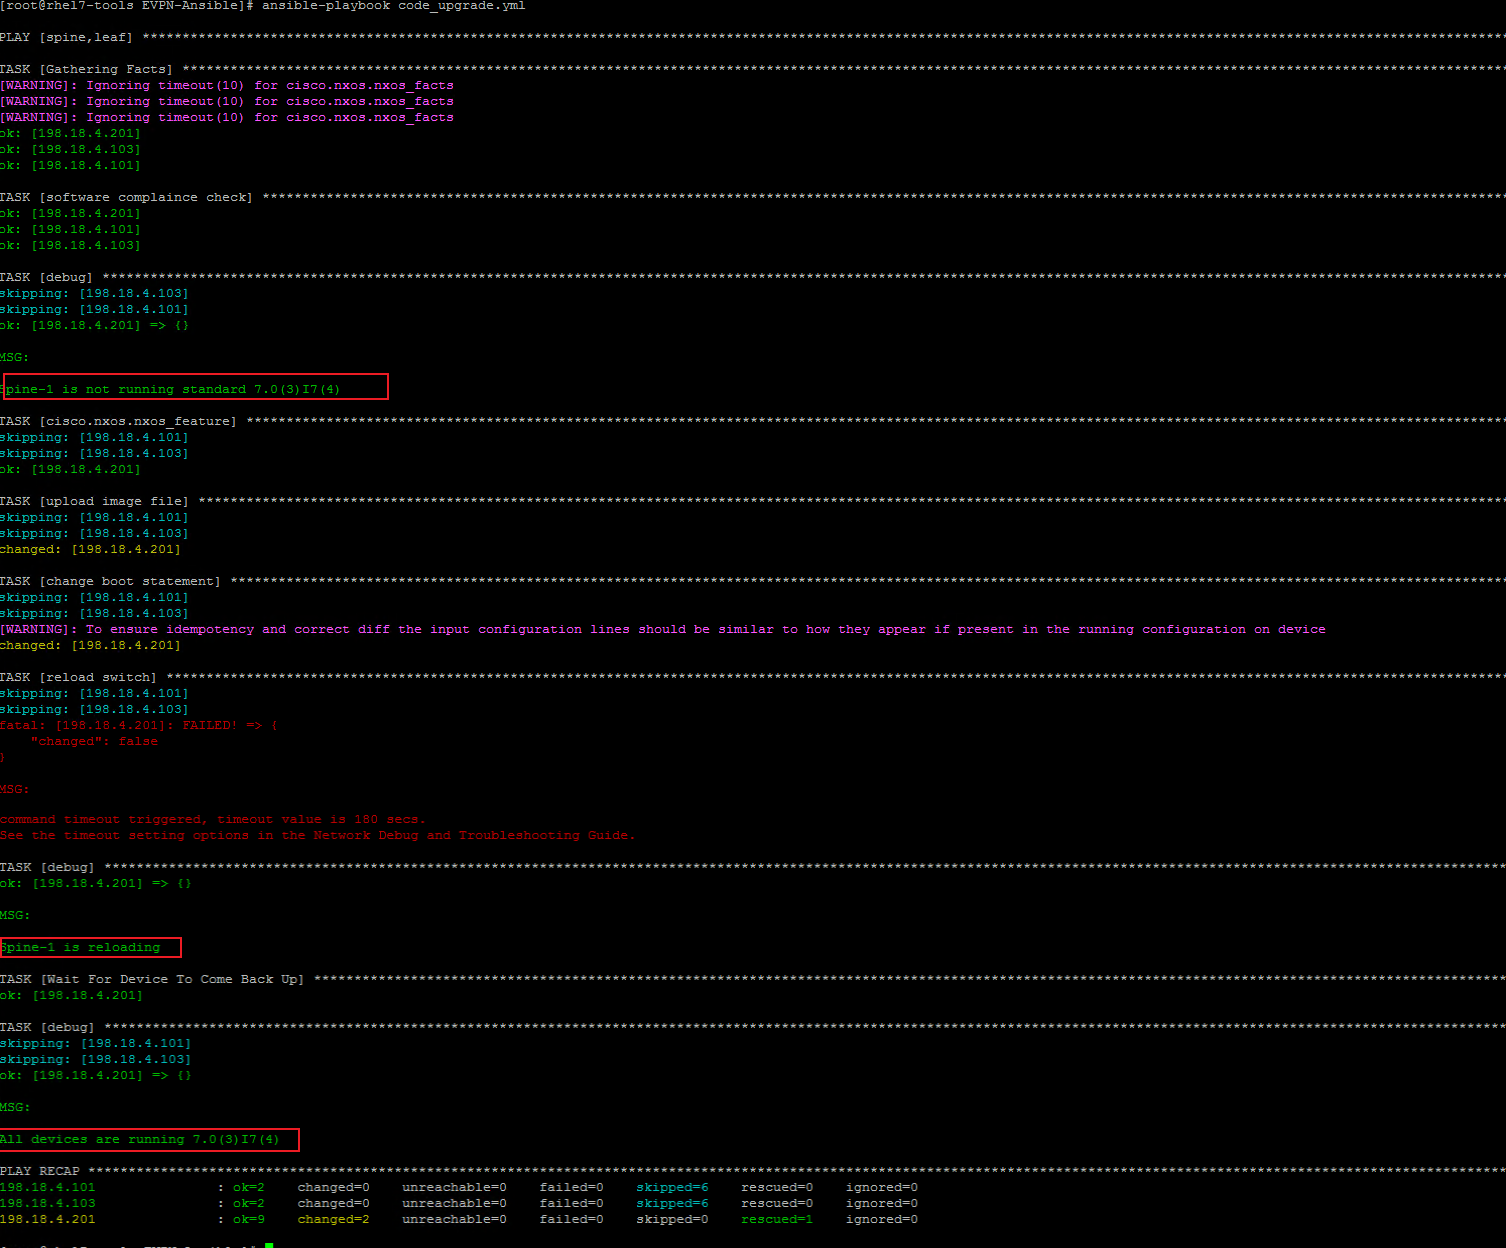 [root@rhel7-tools EVPN-Ansible]# ansible-playbook code_upgrade.yml
PLAY [spine,leaf] ****************************************************************
TASK [Gathering Facts] ****************************************************************
[WARNING]: Ignoring timeout(10) for cisco.nxos.nxos_facts
[WARNING]: Ignoring timeout(10) for cisco.nxos.nxos_facts
[WARNING]: Ignoring timeout(10) for cisco.nxos.nxos_facts
ok: [198.18.4.201]
ok: [198.18.4.103]
ok: [198.18.4.101]
TASK [software complaince check] ****************************************************************
ok: [198.18.4.201]
ok: [198.18.4.101]
ok: [198.18.4.103]
TASK [debug] ****************************************************************
skipping: [198.18.4.103]
skipping: [198.18.4.101]
ok: [198.18.4.201] => {}
MSG:
Spine-1 is not running standard 7.0(3)I7(4)
TASK [cisco.nxos.nxos_feature] ****************************************************************
skipping: [198.18.4.101]
skipping: [198.18.4.103]
ok: [198.18.4.201]
TASK [upload image file] ****************************************************************
skipping: [198.18.4.101]
skipping: [198.18.4.103]
changed: [198.18.4.201]
TASK [change boot statement] ****************************************************************
skipping: [198.18.4.101]
skipping: [198.18.4.103]
[WARNING]: To ensure idempotency and correct diff the input configuration lines should be similar to how they appear if present in the running configuration on device
changed: [198.18.4.201]
TASK [reload switch] ****************************************************************
skipping: [198.18.4.101]
skipping: [198.18.4.103]
fatal: [198.18.4.201]: FAILED! => {
    "changed": false
}
MSG:
command timeout triggered, timeout value is 180 secs.
See the timeout setting options in the Network Debug and Troubleshooting Guide.
TASK [debug] ****************************************************************
ok: [198.18.4.201] => {}
MSG:
Spine-1 is reloading
TASK [Wait For Device To Come Back Up] ****************************************************************
ok: [198.18.4.201]
TASK [debug] ****************************************************************
skipping: [198.18.4.101]
skipping: [198.18.4.103]
ok: [198.18.4.201] => {}
MSG:
All devices are running 7.0(3)I7(4)
PLAY RECAP ****************************************************************
198.18.4.101 : ok=2 changed=0 unreachable=0 failed=0 skipped=6 rescued=0 ignored=0
198.18.4.103 : ok=2 changed=0 unreachable=0 failed=0 skipped=6 rescued=0 ignored=0
198.18.4.201 : ok=9 changed=2 unreachable=0 failed=0 skipped=0 rescued=1 ignored=0